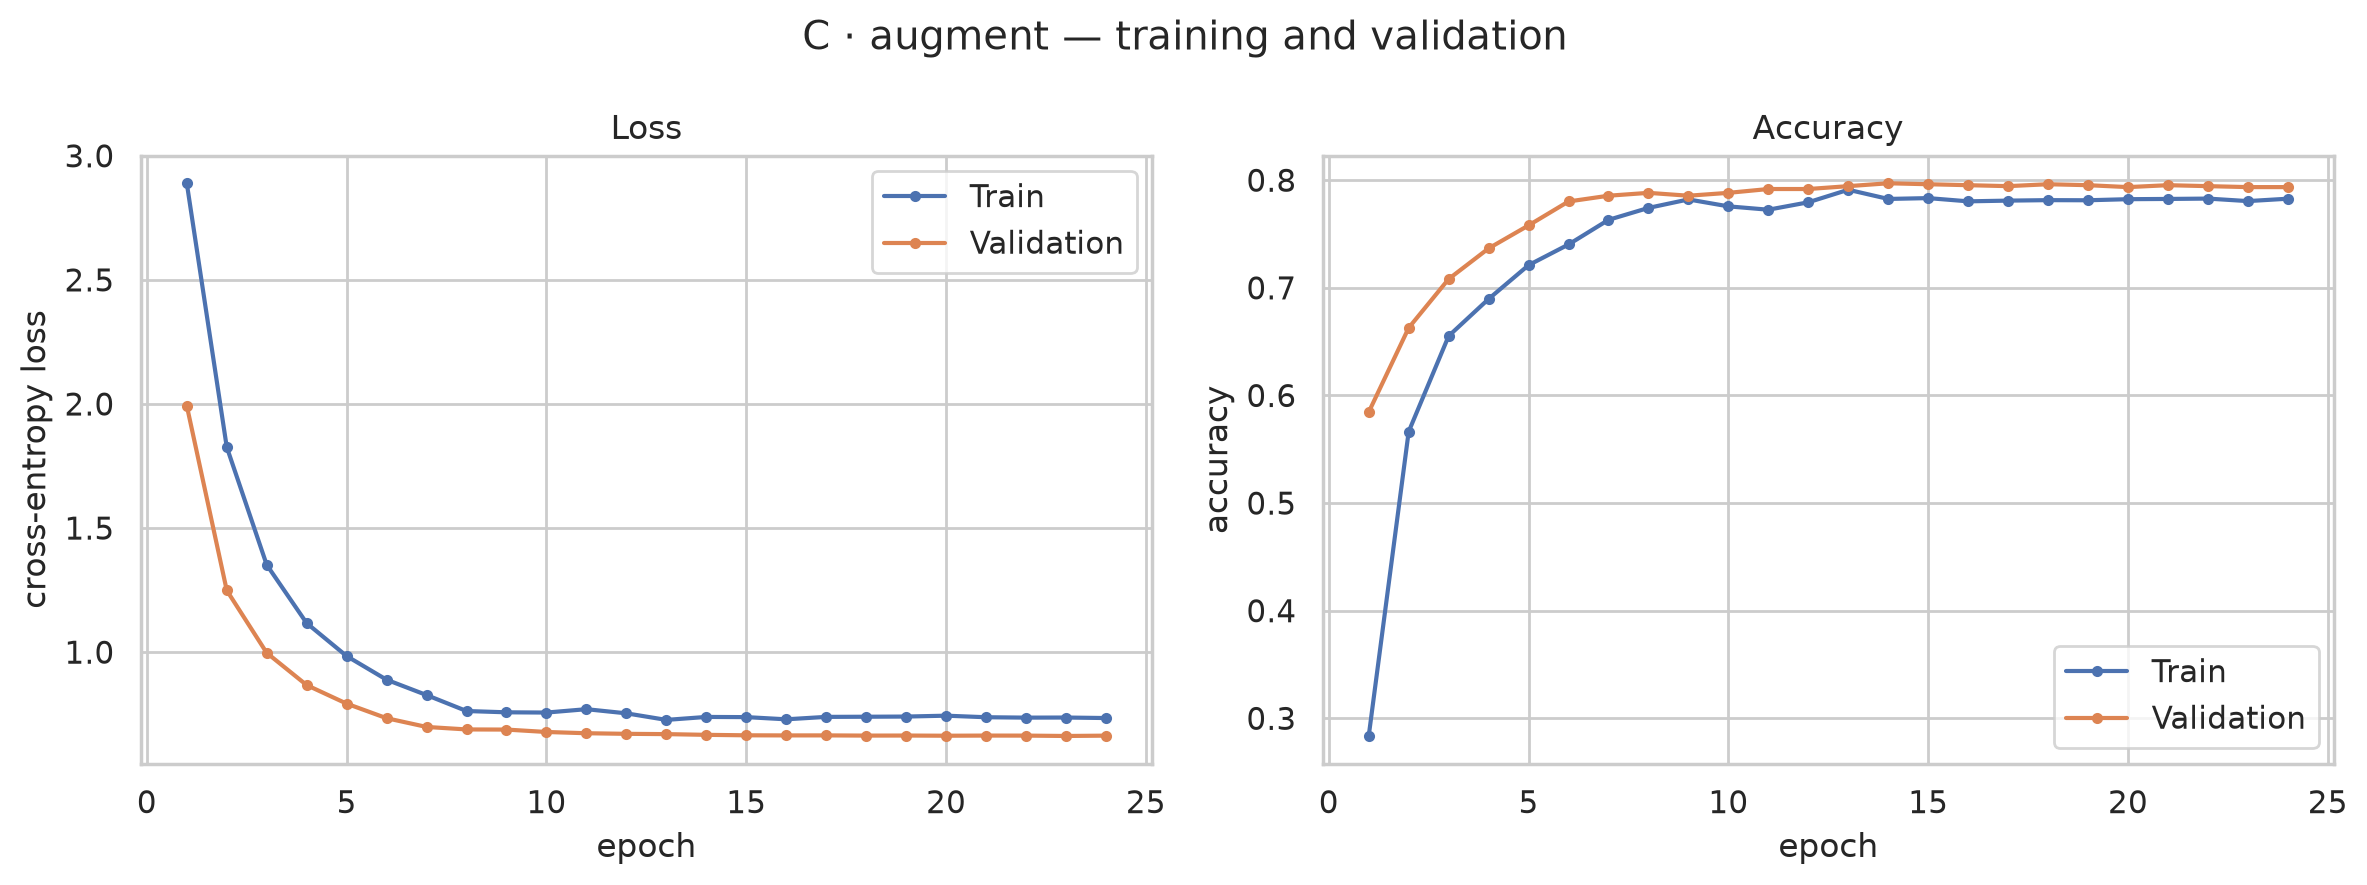 C · augment — training and validation
Loss
3.0
2.5
2.0
1.5
1.0
cross-entropy loss
0 5 10 15 20 25
epoch
Train
Validation
Accuracy
0.8
0.7
0.6
0.5
0.4
0.3
accuracy
0 5 10 15 20 25
epoch
Train
Validation